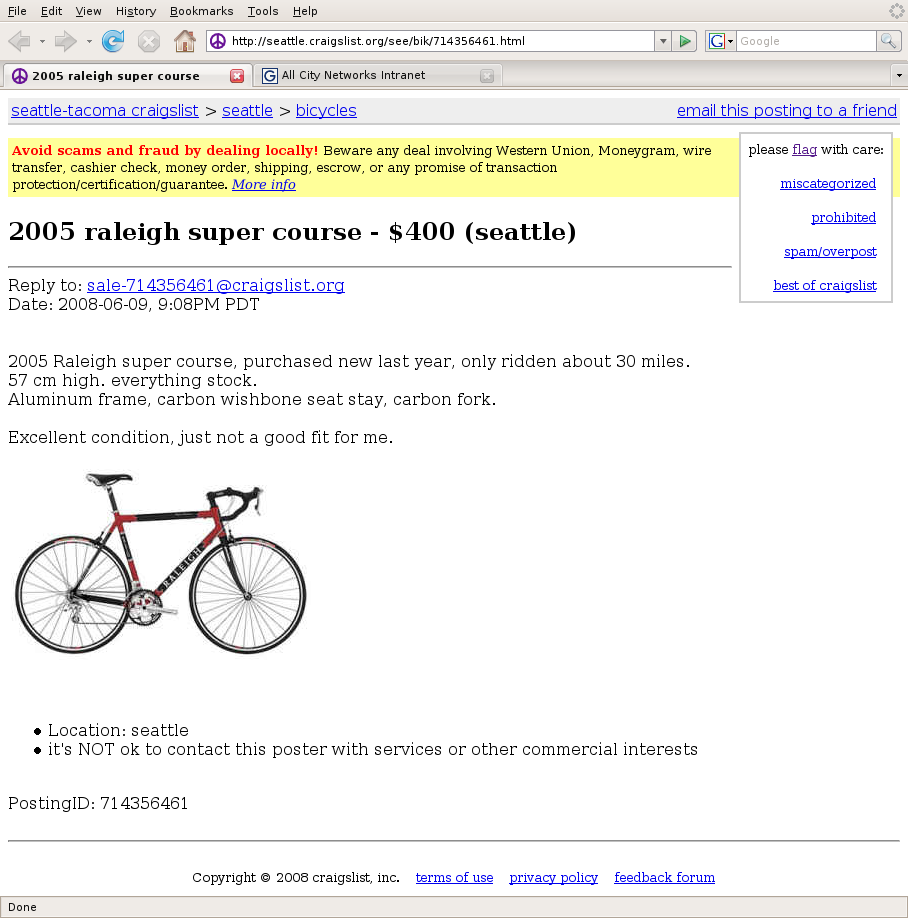 File Edit View History Bookmarks Tools Help
http://seattle.craigslist.org/see/bik/714356461.html
G Google
2005 raleigh super course
G All City Networks Intranet
seattle-tacoma craigslist > seattle > bicycles
email this posting to a friend
Avoid scams and fraud by dealing locally! Beware any deal involving Western Union, Moneygram, wire
transfer, cashier check, money order, shipping, escrow, or any promise of transaction
protection/certification/guarantee. More info
please flag with care:
miscategorized
prohibited
spam/overpost
best of craigslist
2005 raleigh super course - $400 (seattle)
Reply to: sale-714356461@craigslist.org
Date: 2008-06-09, 9:08PM PDT
2005 Raleigh super course, purchased new last year, only ridden about 30 miles.
57 cm high. everything stock.
Aluminum frame, carbon wishbone seat stay, carbon fork.
Excellent condition, just not a good fit for me.
RALEIGH
• Location: seattle
• it's NOT ok to contact this poster with services or other commercial interests
PostingID: 714356461
Copyright © 2008 craigslist, inc. terms of use privacy policy feedback forum
Done